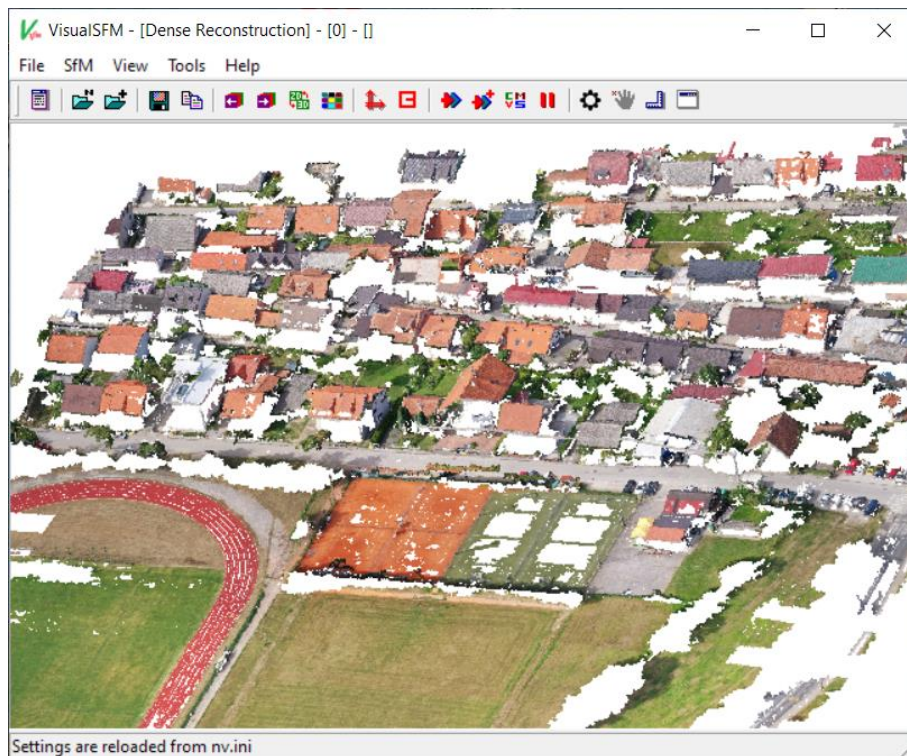 VisualSFM - [Dense Reconstruction] - [0] - []
File SfM View Tools Help
Settings are reloaded from nv.ini